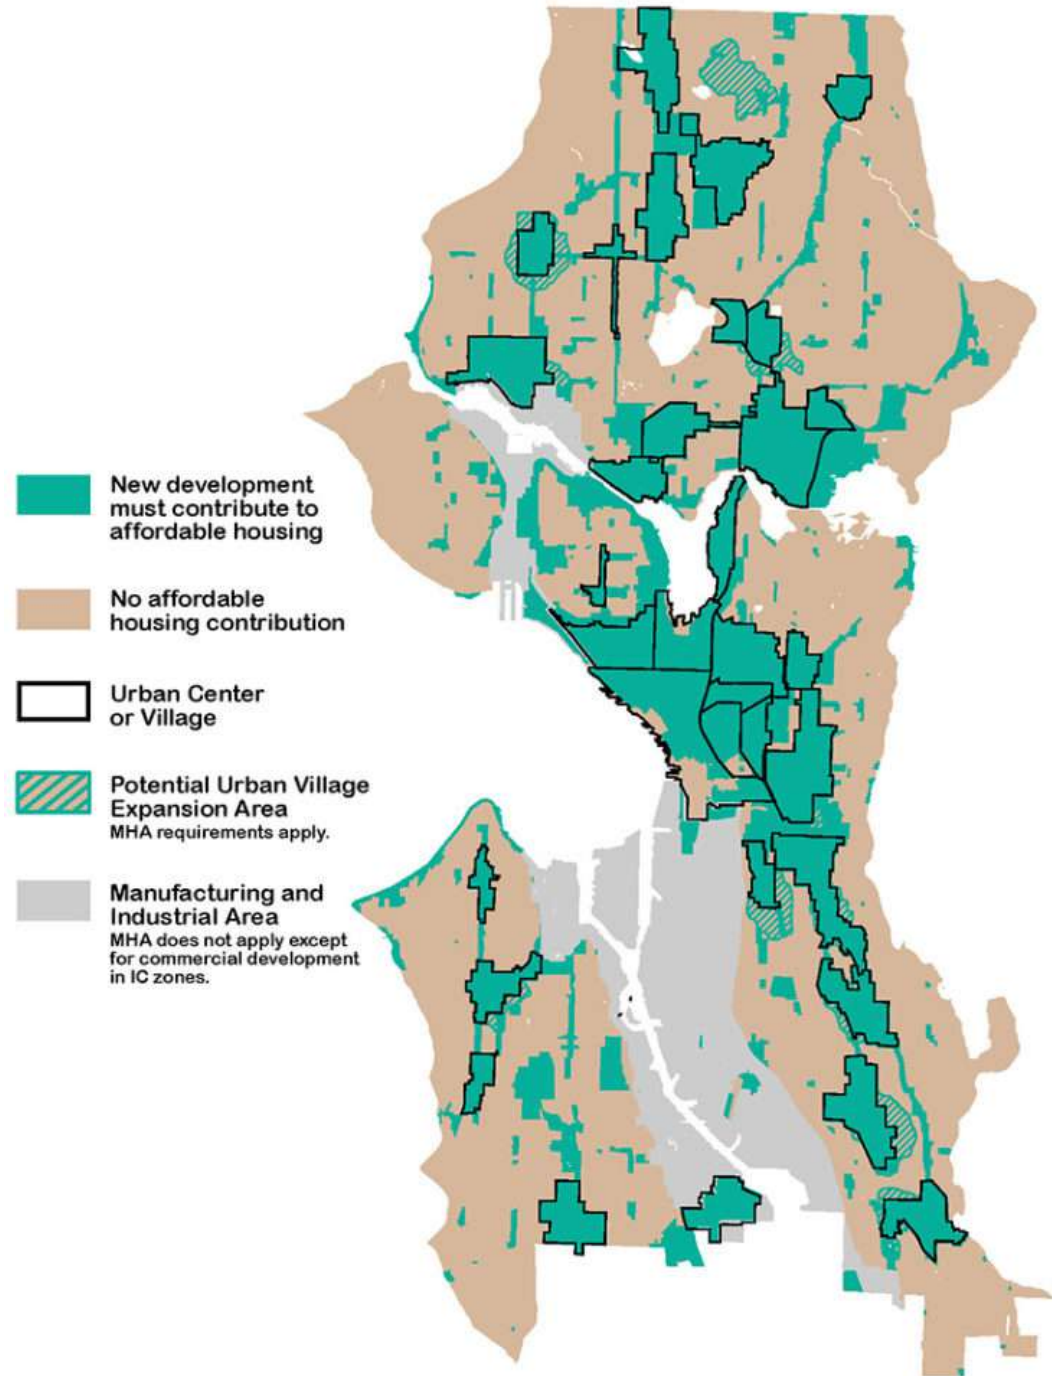 New development
must contribute to
affordable housing
No affordable
housing contribution
Urban Center
or Village
Potential Urban Village
Expansion Area
MHA requirements apply.
Manufacturing and
Industrial Area
MHA does not apply except
for commercial development
in IC zones.